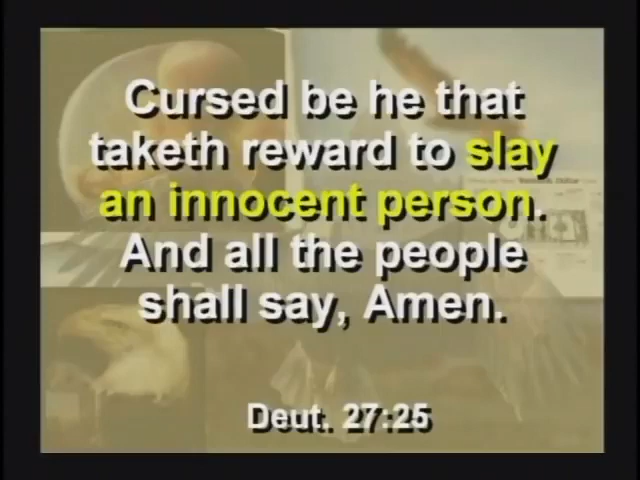 Cursed be he that
taketh reward to slay
an innocent person.
And all the people
shall say, Amen.
Deut. 27:25